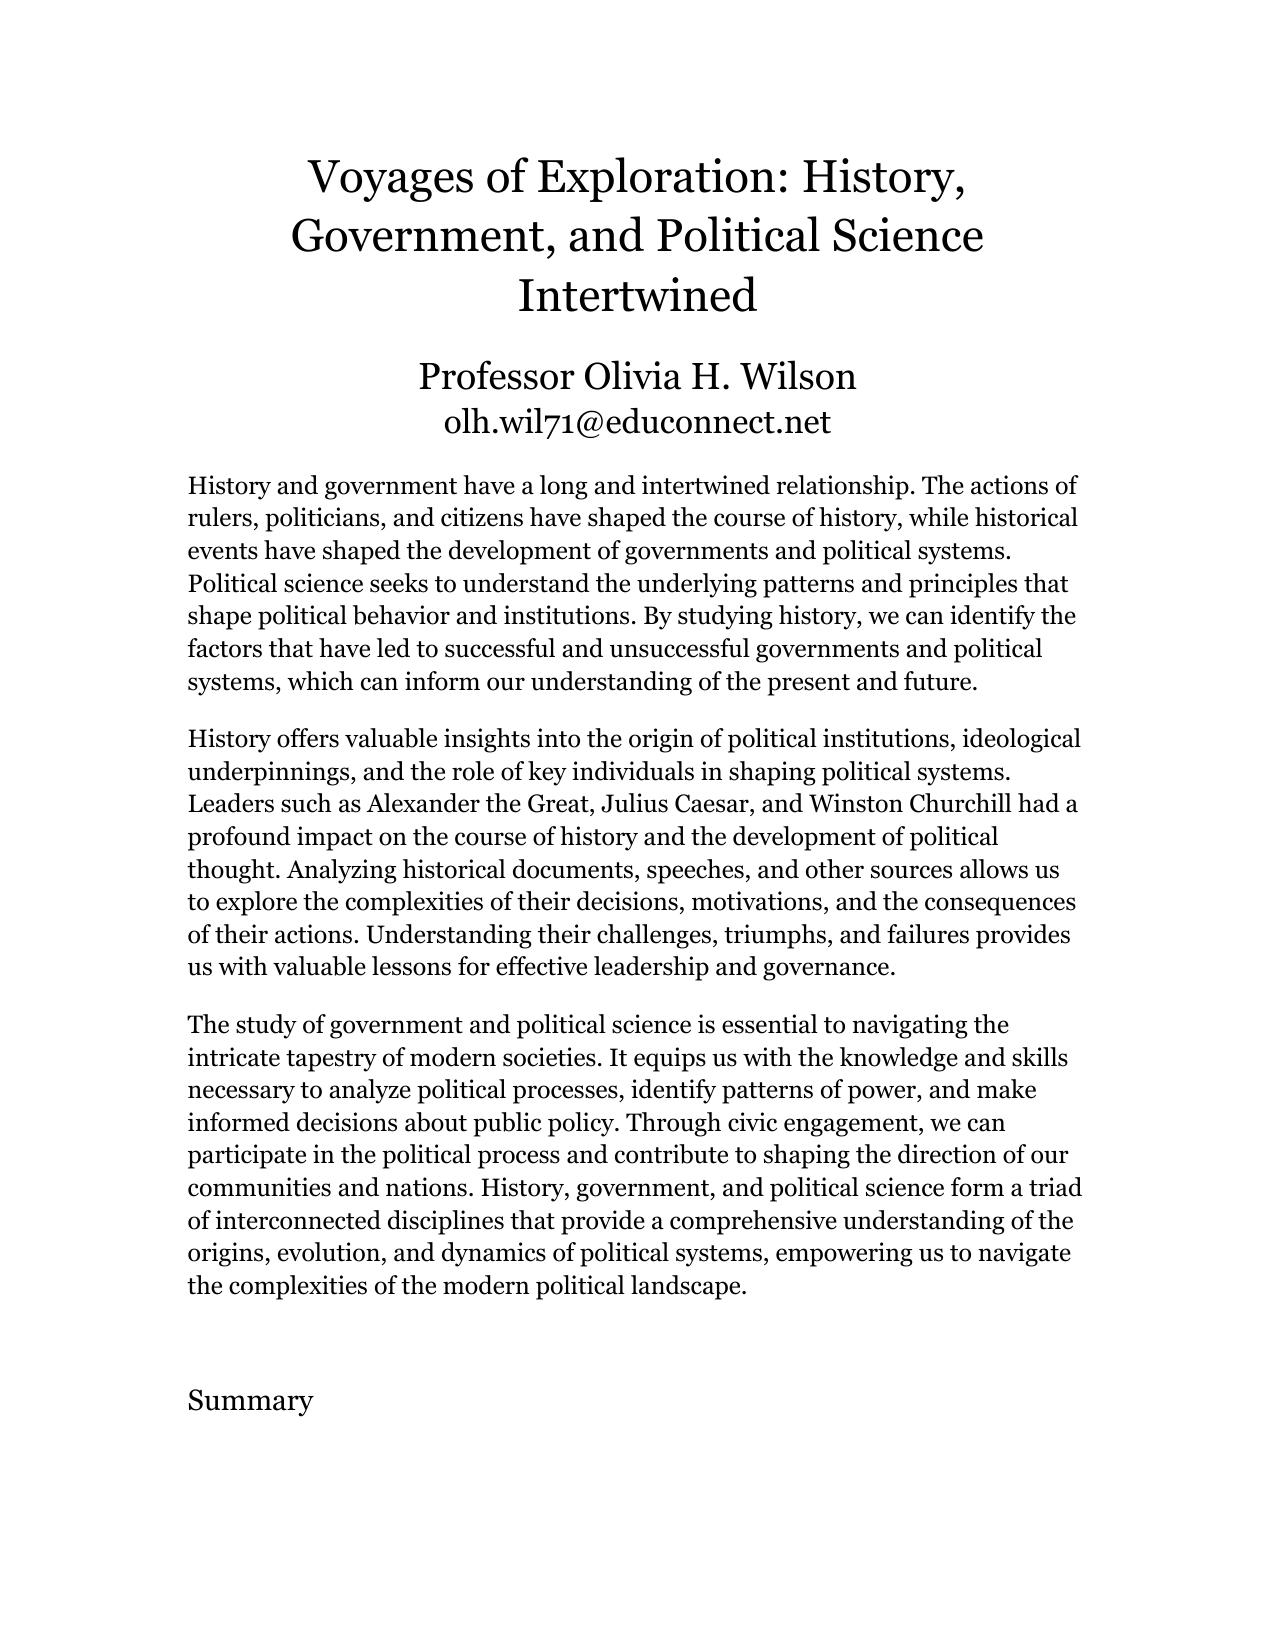 Voyages of Exploration: History,
Government, and Political Science
Intertwined
Professor Olivia H. Wilson
olh.wil71@educonnect.net
History and government have a long and intertwined relationship. The actions of
rulers, politicians, and citizens have shaped the course of history, while historical
events have shaped the development of governments and political systems.
Political science seeks to understand the underlying patterns and principles that
shape political behavior and institutions. By studying history, we can identify the
factors that have led to successful and unsuccessful governments and political
systems, which can inform our understanding of the present and future.
History offers valuable insights into the origin of political institutions, ideological
underpinnings, and the role of key individuals in shaping political systems.
Leaders such as Alexander the Great, Julius Caesar, and Winston Churchill had a
profound impact on the course of history and the development of political
thought. Analyzing historical documents, speeches, and other sources allows us
to explore the complexities of their decisions, motivations, and the consequences
of their actions. Understanding their challenges, triumphs, and failures provides
us with valuable lessons for effective leadership and governance.
The study of government and political science is essential to navigating the
intricate tapestry of modern societies. It equips us with the knowledge and skills
necessary to analyze political processes, identify patterns of power, and make
informed decisions about public policy. Through civic engagement, we can
participate in the political process and contribute to shaping the direction of our
communities and nations. History, government, and political science form a triad
of interconnected disciplines that provide a comprehensive understanding of the
origins, evolution, and dynamics of political systems, empowering us to navigate
the complexities of the modern political landscape.
Summary